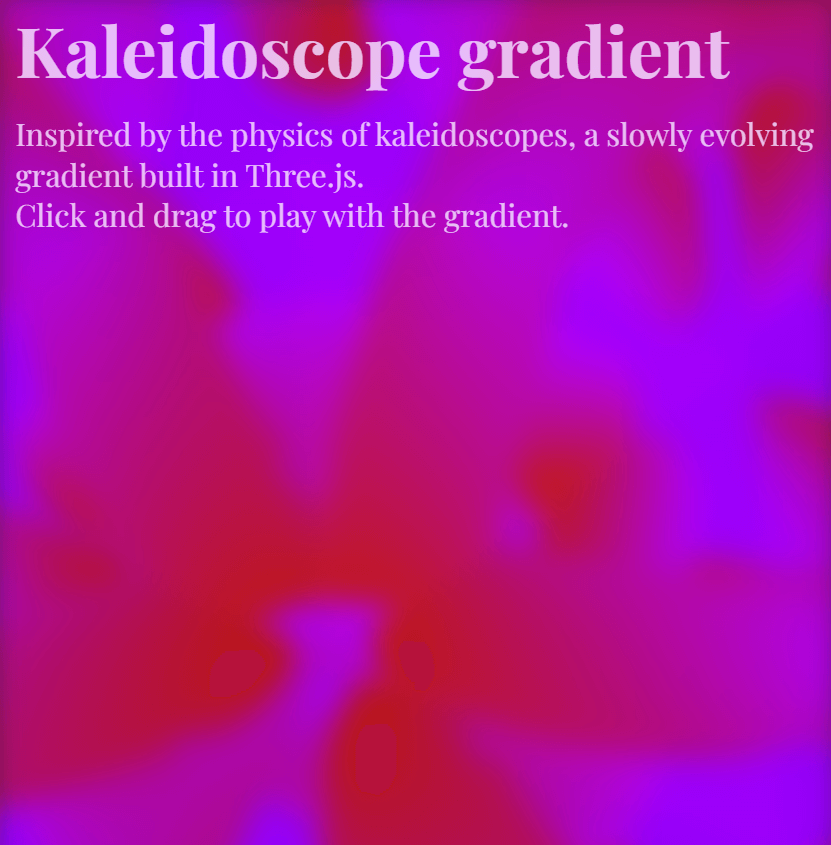 Kaleidoscope gradient
Inspired by the physics of kaleidoscopes, a slowly evolving
gradient built in Three.js.
Click and drag to play with the gradient.